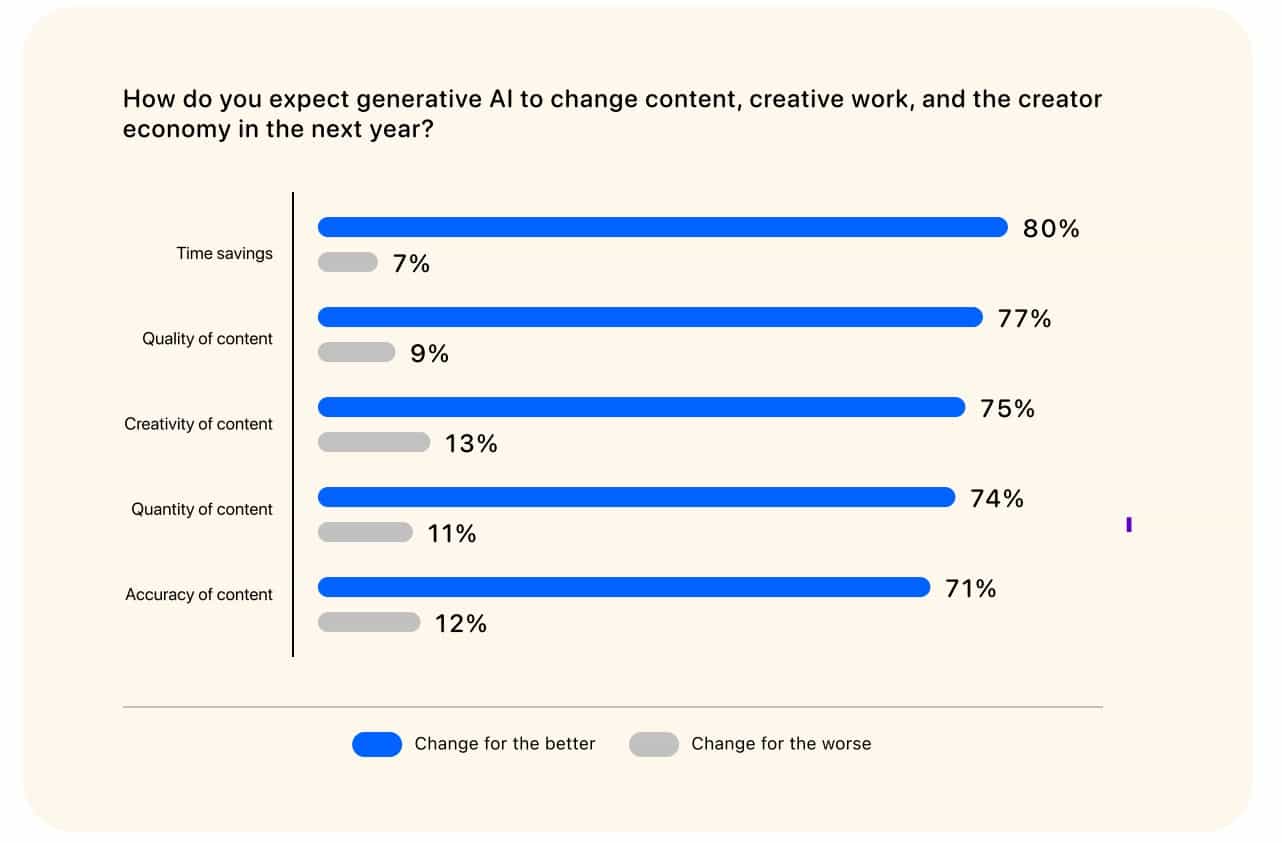 How do you expect generative AI to change content, creative work, and the creator
economy in the next year?
Time savings
80%
7%
Quality of content
77%
9%
Creativity of content
75%
13%
Quantity of content
74%
11%
Accuracy of content
71%
12%
Change for the better
Change for the worse